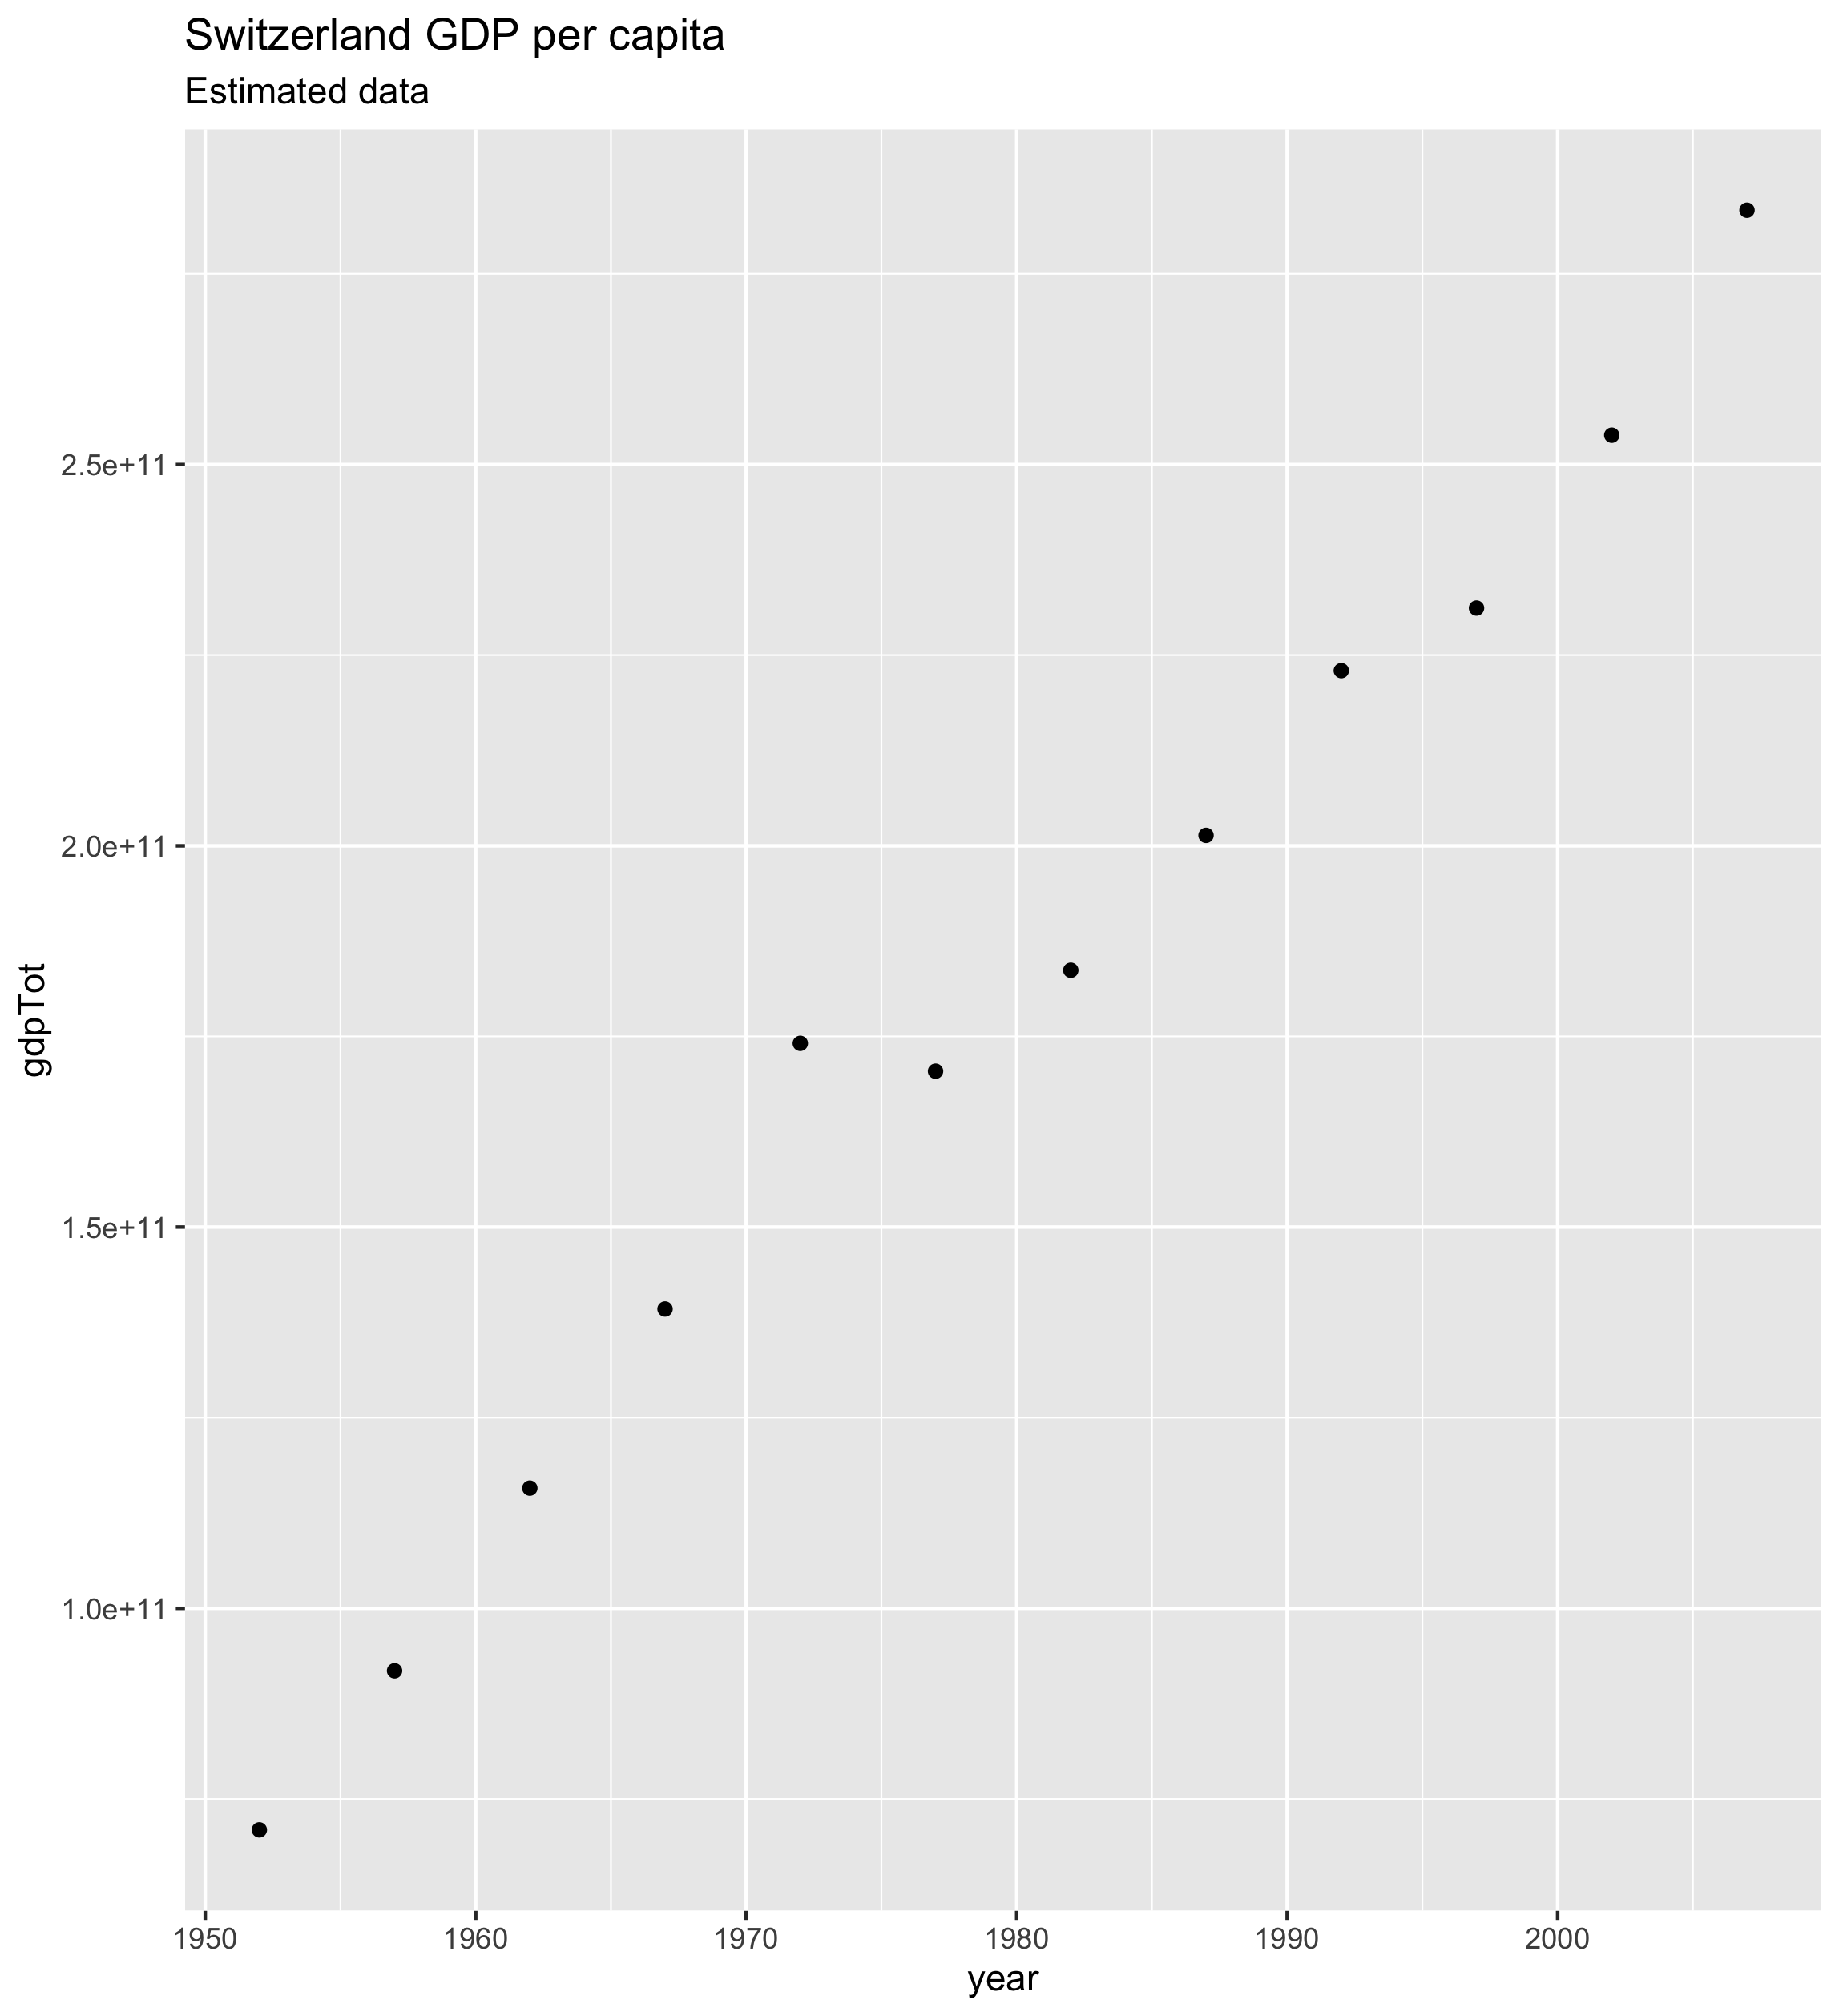 Switzerland GDP per capita
Estimated data
gdpTot
2.5e+11
2.0e+11
1.5e+11
1.0e+11
1950 1960 1970 1980 1990 2000
year